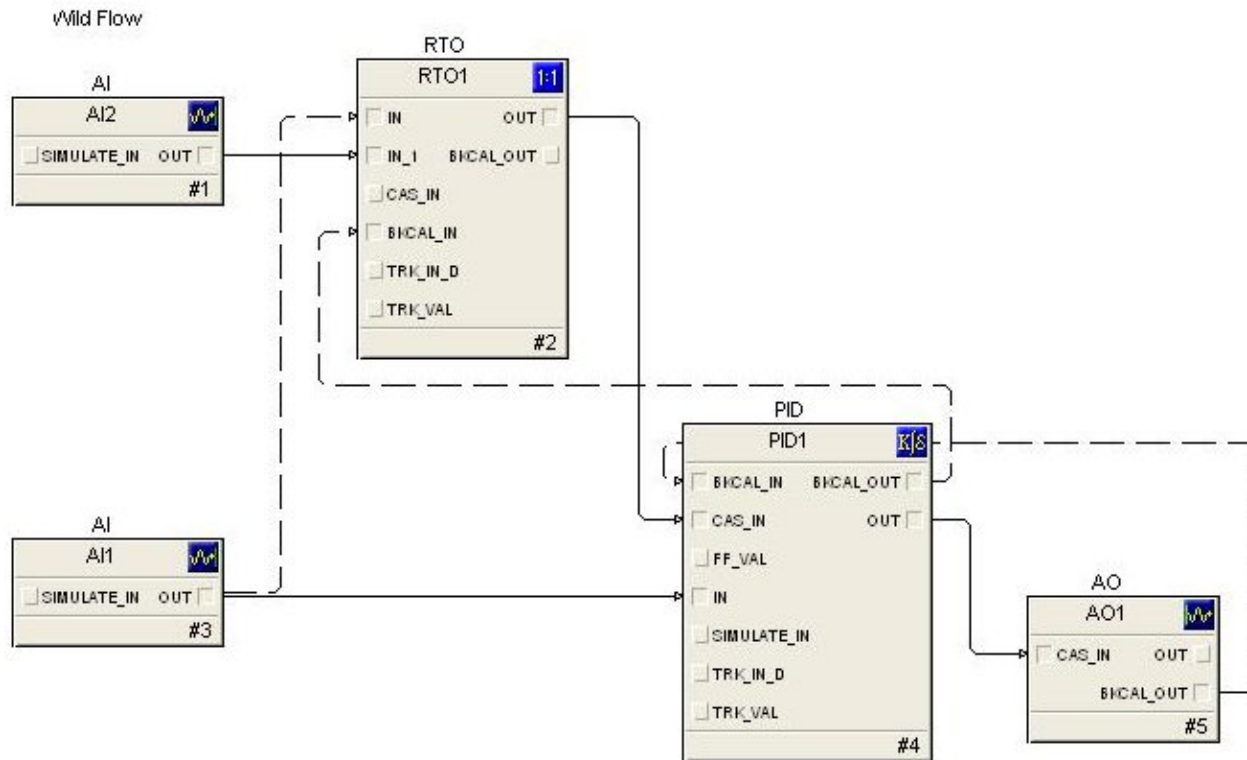 Wild Flow
AI
AI2
SIMULATE_IN OUT
#1
RTO
RTO1
1:1
IN OUT
IN_1 BKCAL_OUT
CAS_IN
BKCAL_IN
TRK_IN_D
TRK_VAL
#2
AI
AI1
SIMULATE_IN OUT
#3
PID
PID1
BKCAL_IN BKCAL_OUT
CAS_IN OUT
FF_VAL
IN
SIMULATE_IN
TRK_IN_D
TRK_VAL
#4
AO
AO1
CAS_IN OUT
BKCAL_OUT
#5